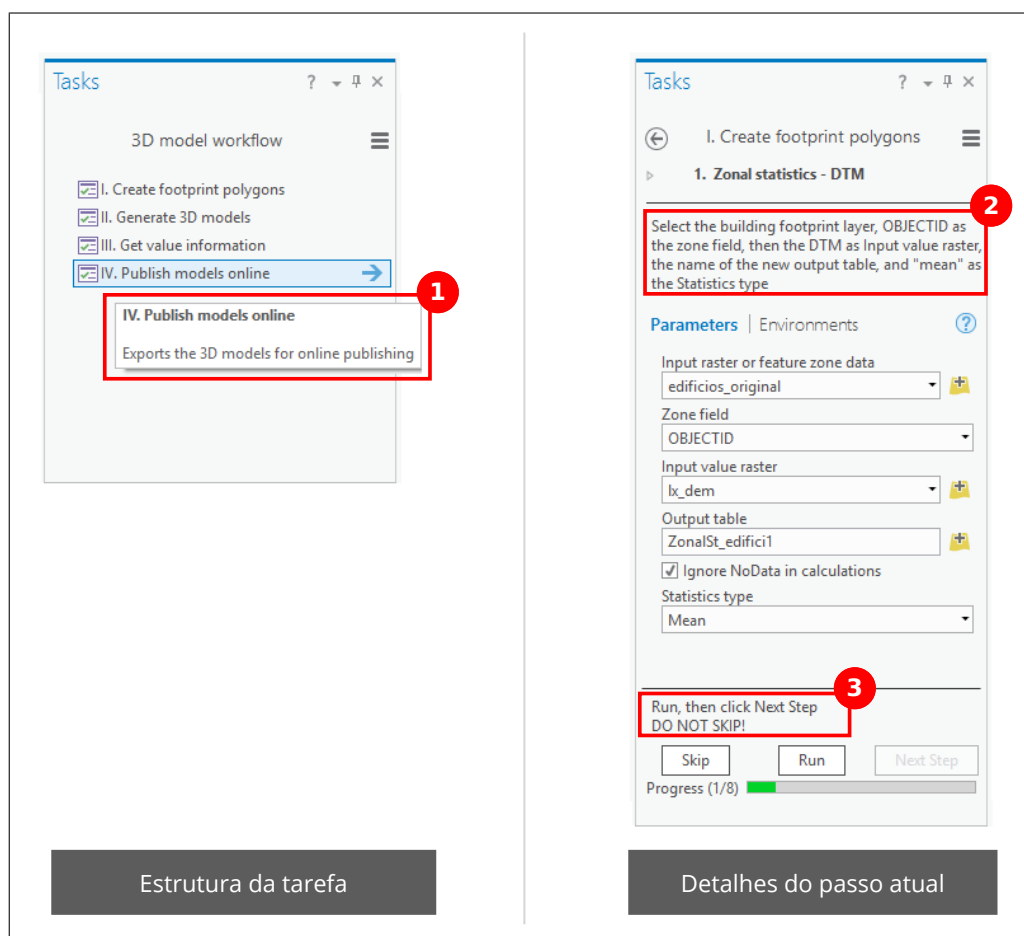 Tasks
3D model workflow
I. Create footprint polygons
II. Generate 3D models
III. Get value information
IV. Publish models online
1
IV. Publish models online
Exports the 3D models for online publishing
Estrutura da tarefa
Tasks
I. Create footprint polygons
1. Zonal statistics - DTM
2
Select the building footprint layer, OBJECTID as
the zone field, then the DTM as Input value raster,
the name of the new output table, and "mean" as
the Statistics type
Parameters | Environments
Input raster or feature zone data
edificios_original
Zone field
OBJECTID
Input value raster
lx_dem
Output table
ZonalSt_edifici1
Ignore NoData in calculations
Statistics type
Mean
3
Run, then click Next Step
DO NOT SKIP!
Skip Run Next Step
Progress (1/8)
Detalhes do passo atual